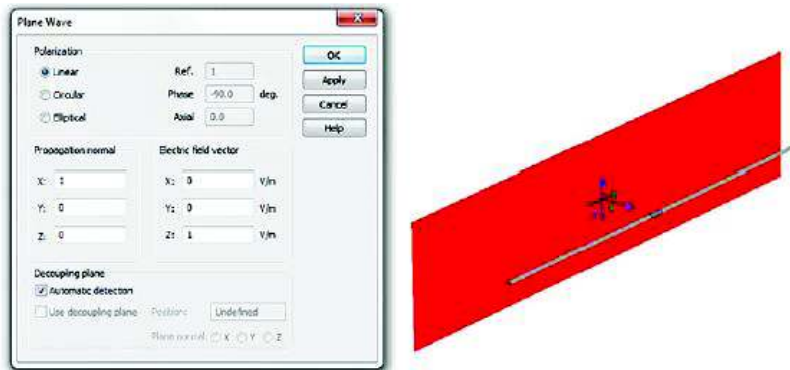 Plane Wave
Polarization
Linear
Circular
Elliptical
Ref. 1
Phase -90.0 deg.
Axial 0.0
OK
Apply
Cancel
Help
Propagation normal
X: 1
Y: 0
Z: 0
Electric field vector
X: 0 V/m
Y: 0 V/m
Z: 1 V/m
Decoupling plane
Automatic detection
Use decoupling plane Position: Undefined
Plane normal: X Y Z